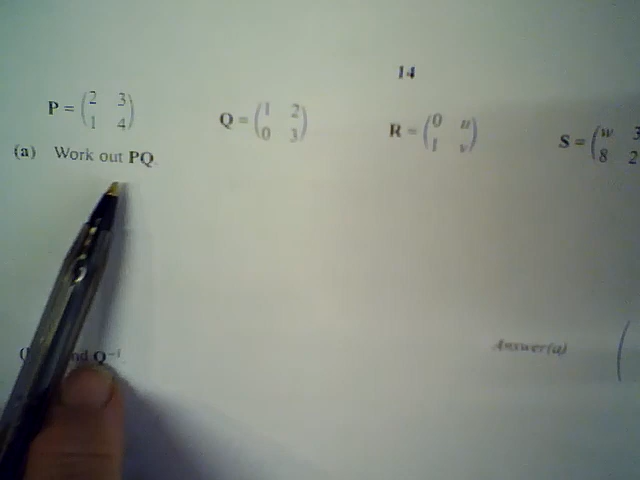 14
P = (2 3
1 4)
Q = (1 2
0 3)
R = (0 u
1 v)
S = (w 3
8 2
(a) Work out PQ.
nd Q⁻¹.
Answer(a) (